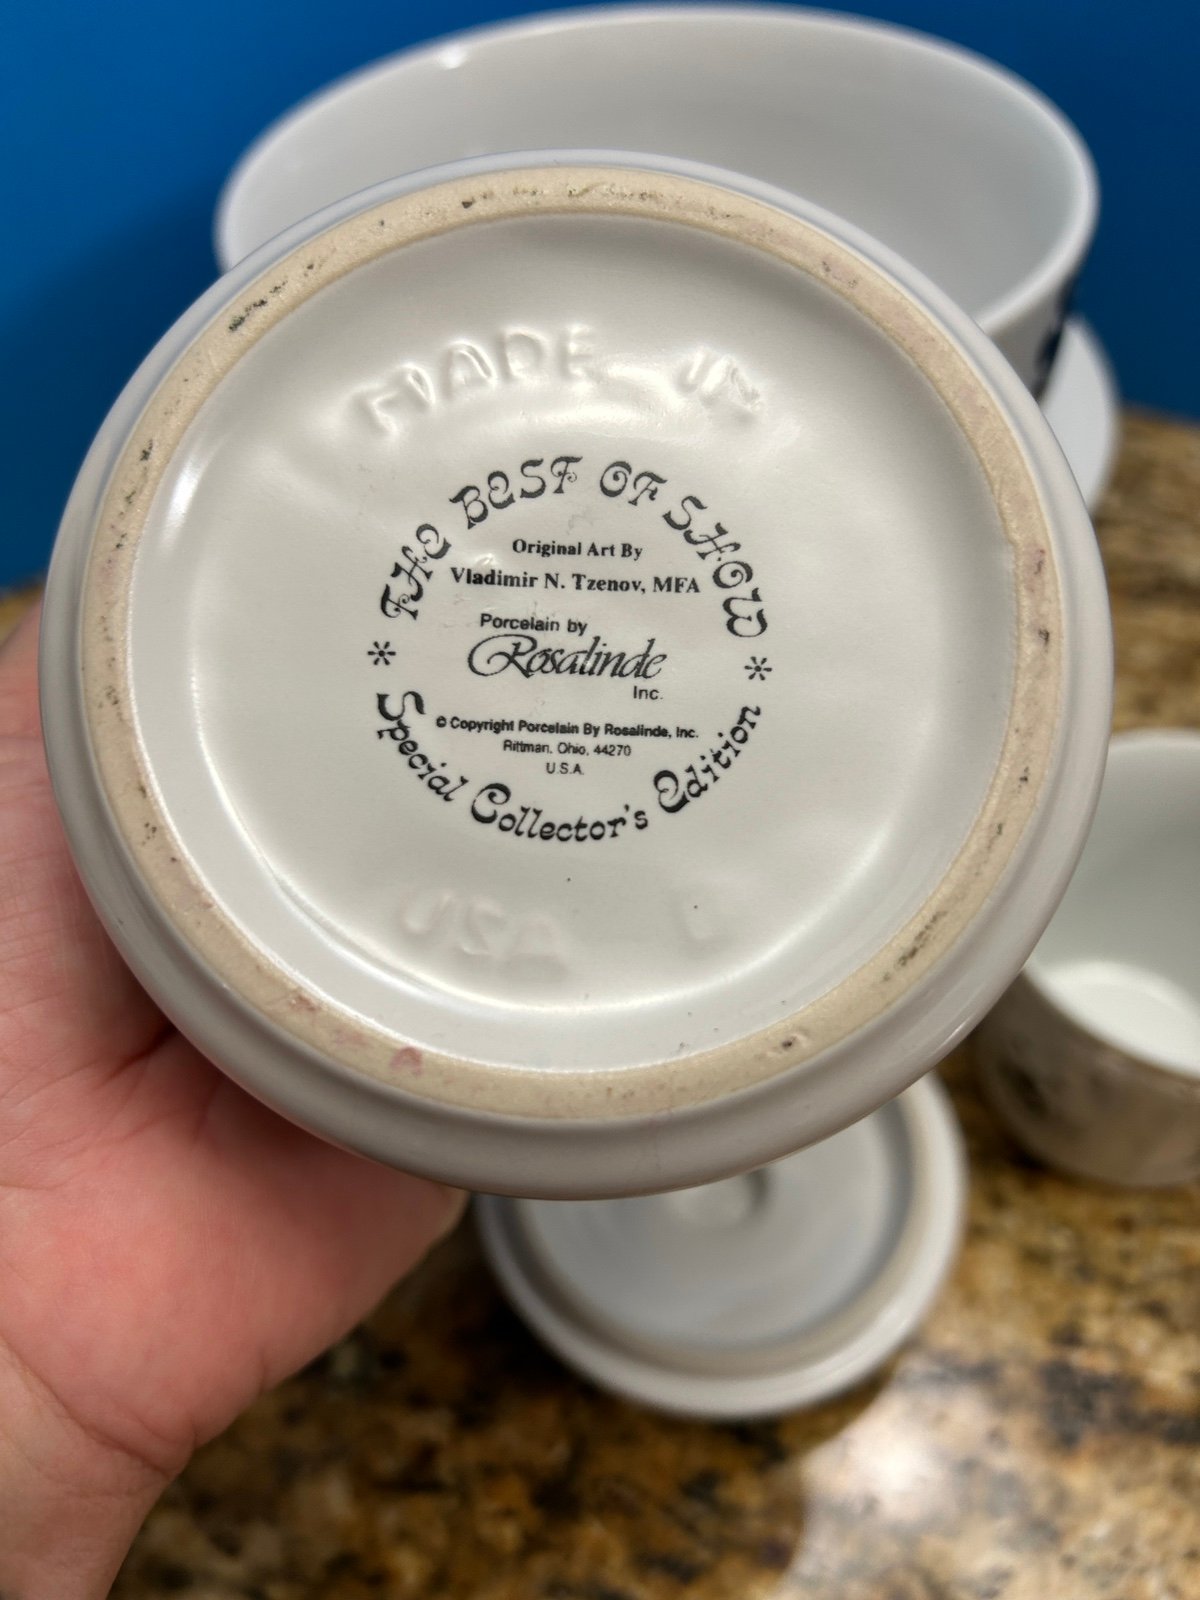 MADE IN
THE BEST OF SHOW
Original Art By
Vladimir N. Tzenov, MFA
Porcelain by
Rosalinde
Inc.
© Copyright Porcelain By Rosalinde, Inc.
Rittman, Ohio, 44270
U.S.A.
Special Collector's Edition
USA L